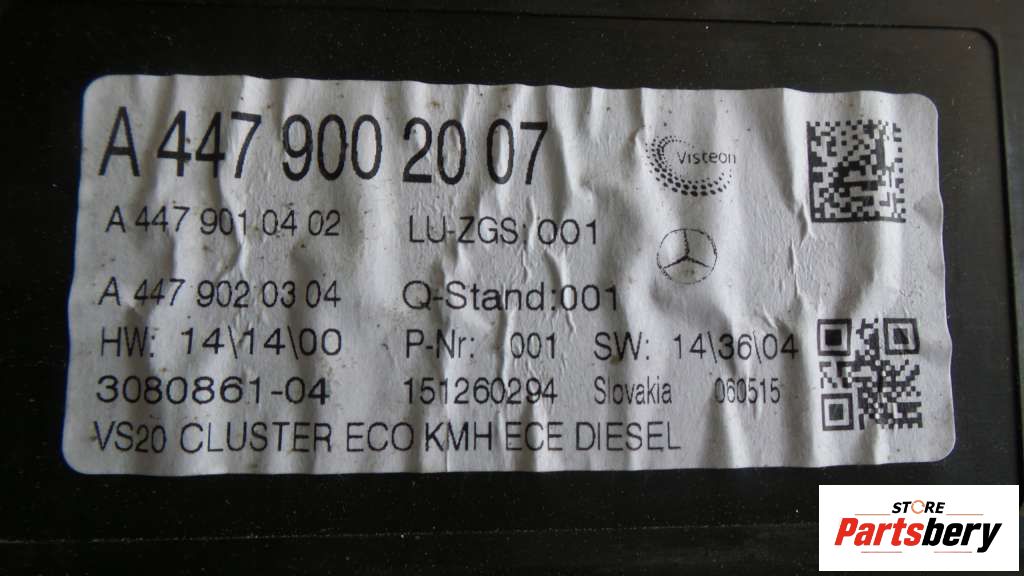 A 447 900 20 07
Visteon
A 447 901 04 02 LU-ZGS: 001
A 447 902 03 04 Q-Stand:001
HW: 14\14\00 P-Nr: 001 SW: 14\36\04
3080861-04 151260294 Slovakia 060515
VS20 CLUSTER ECO KMH ECE DIESEL
STORE
Partsbery